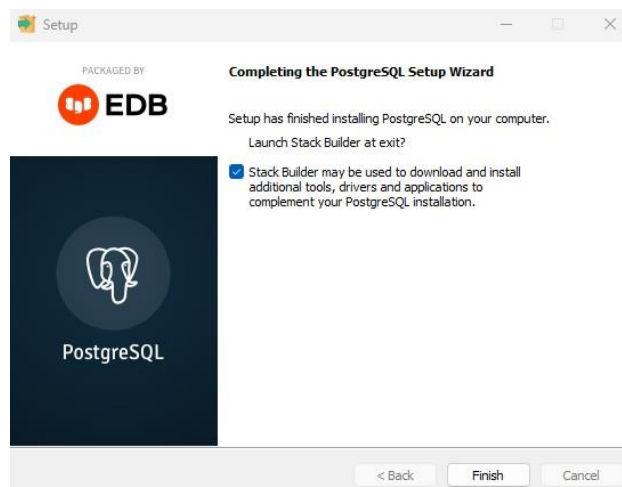 Setup
PACKAGED BY
EDB
Completing the PostgreSQL Setup Wizard
Setup has finished installing PostgreSQL on your computer.
Launch Stack Builder at exit?
Stack Builder may be used to download and install
additional tools, drivers and applications to
complement your PostgreSQL installation.
PostgreSQL
< Back
Finish
Cancel